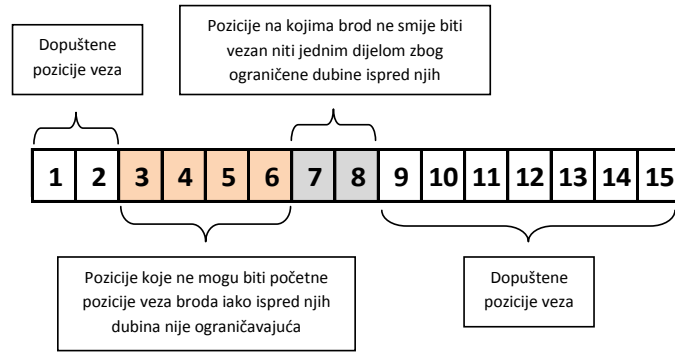 Dopuštene
pozicije veza
Pozicije na kojima brod ne smije biti
vezan niti jednim dijelom zbog
ograničene dubine ispred njih
1 2 3 4 5 6 7 8 9 10 11 12 13 14 15
Pozicije koje ne mogu biti početne
pozicije veza broda iako ispred njih
dubina nije ograničavajuća
Dopuštene
pozicije veza